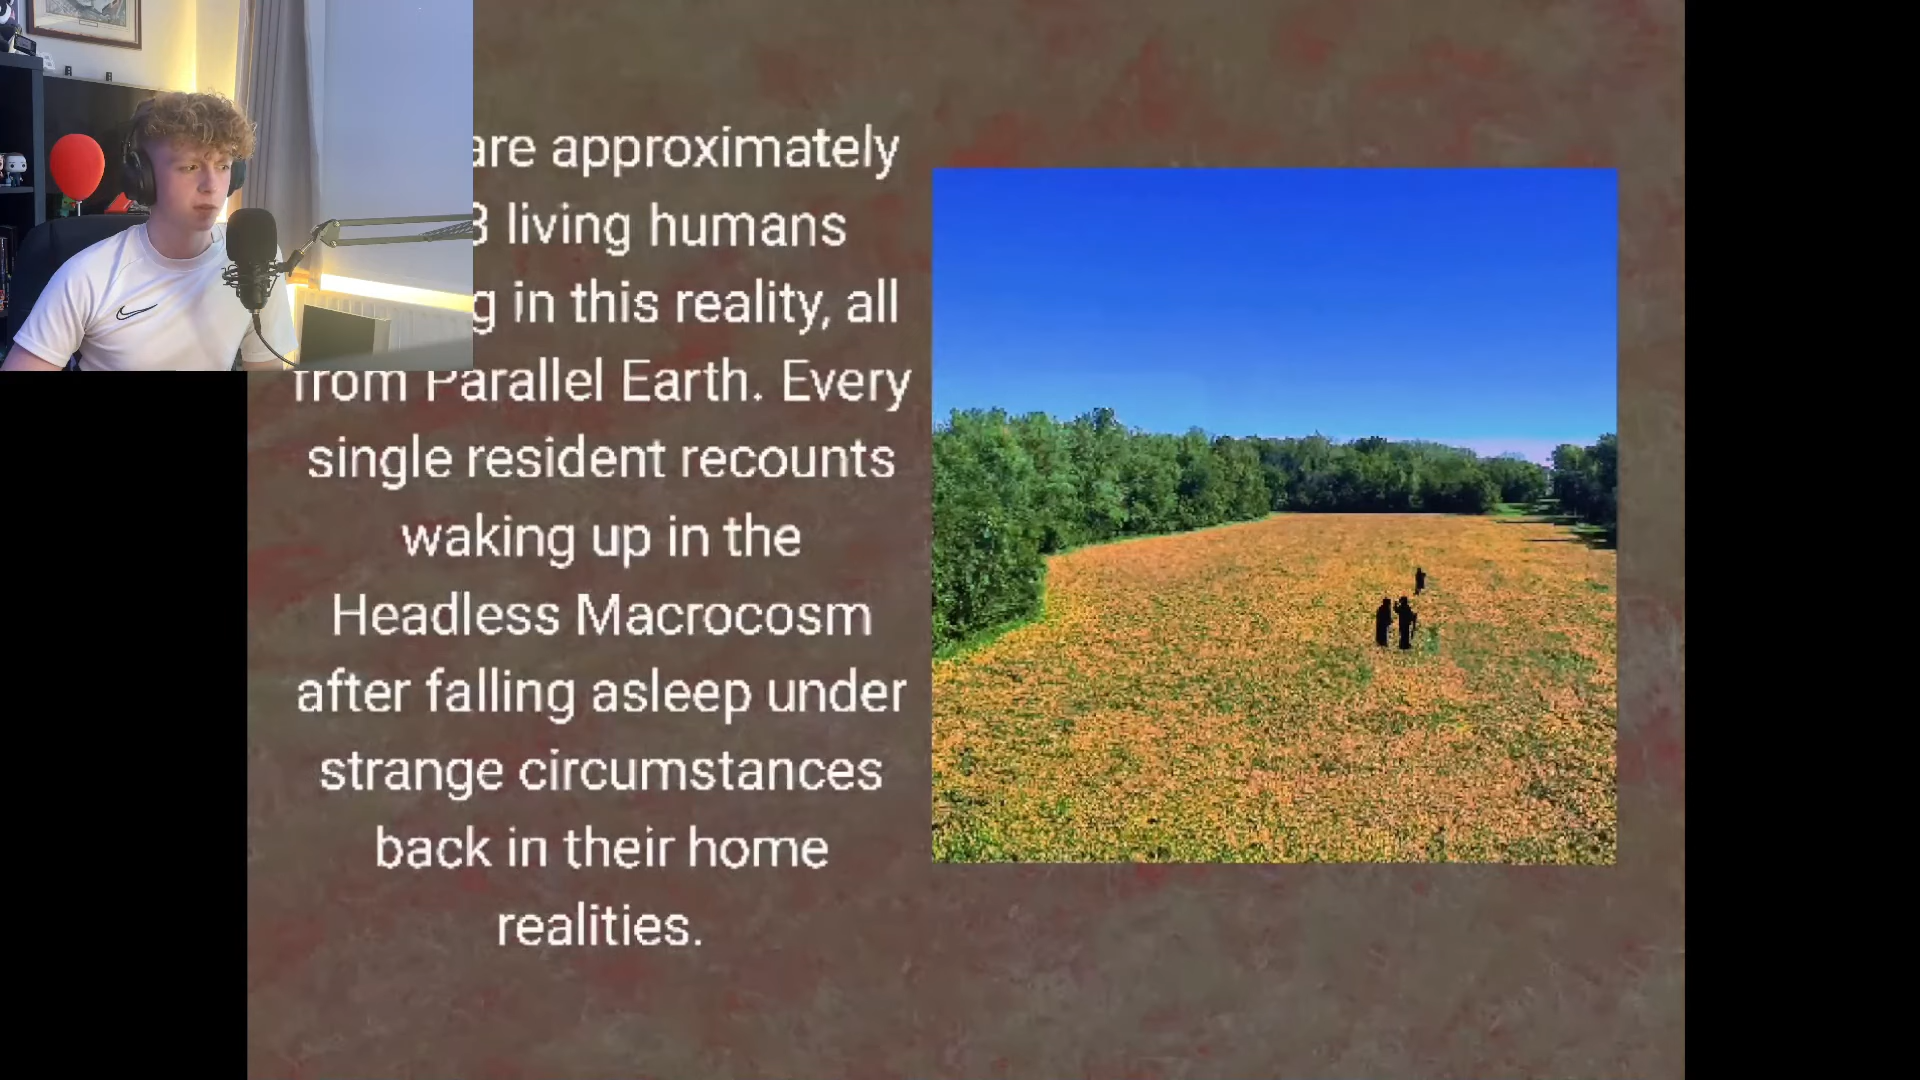 are approximately
living humans
in this reality, all
from Parallel Earth. Every
single resident recounts
waking up in the
Headless Macrocosm
after falling asleep under
strange circumstances
back in their home
realities.